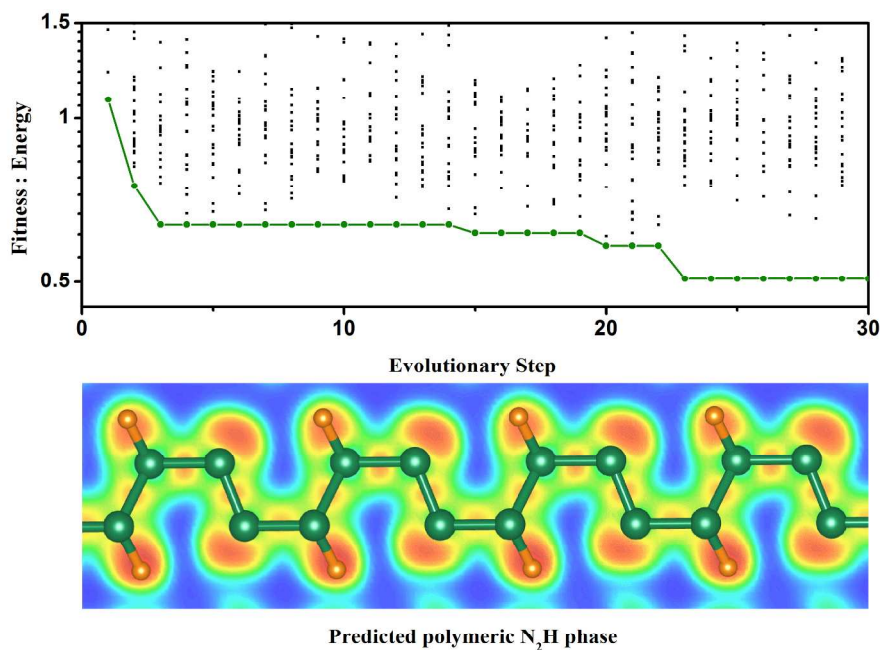 1.5
1
0.5
Fitness : Energy
0 10 20 30
Evolutionary Step
Predicted polymeric N₂H phase